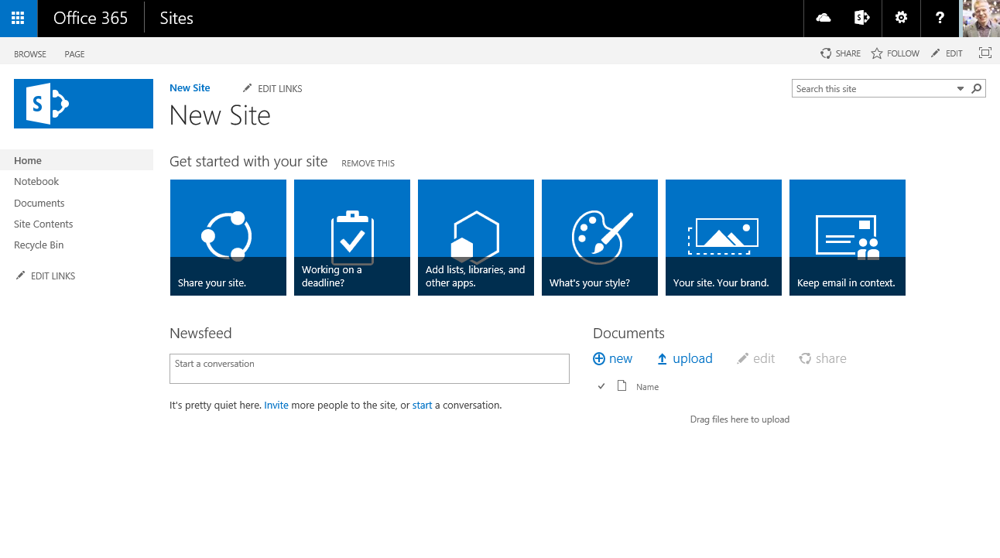 Office 365
Sites
?
BROWSE PAGE
SHARE FOLLOW EDIT
S
New Site EDIT LINKS
Search this site
New Site
Home
Notebook
Documents
Site Contents
Recycle Bin
EDIT LINKS
Get started with your site REMOVE THIS
Share your site.
Working on a
deadline?
Add lists, libraries, and
other apps.
What's your style?
Your site. Your brand.
Keep email in context.
Newsfeed
Start a conversation
It's pretty quiet here. Invite more people to the site, or start a conversation.
Documents
new upload edit share
Name
Drag files here to upload